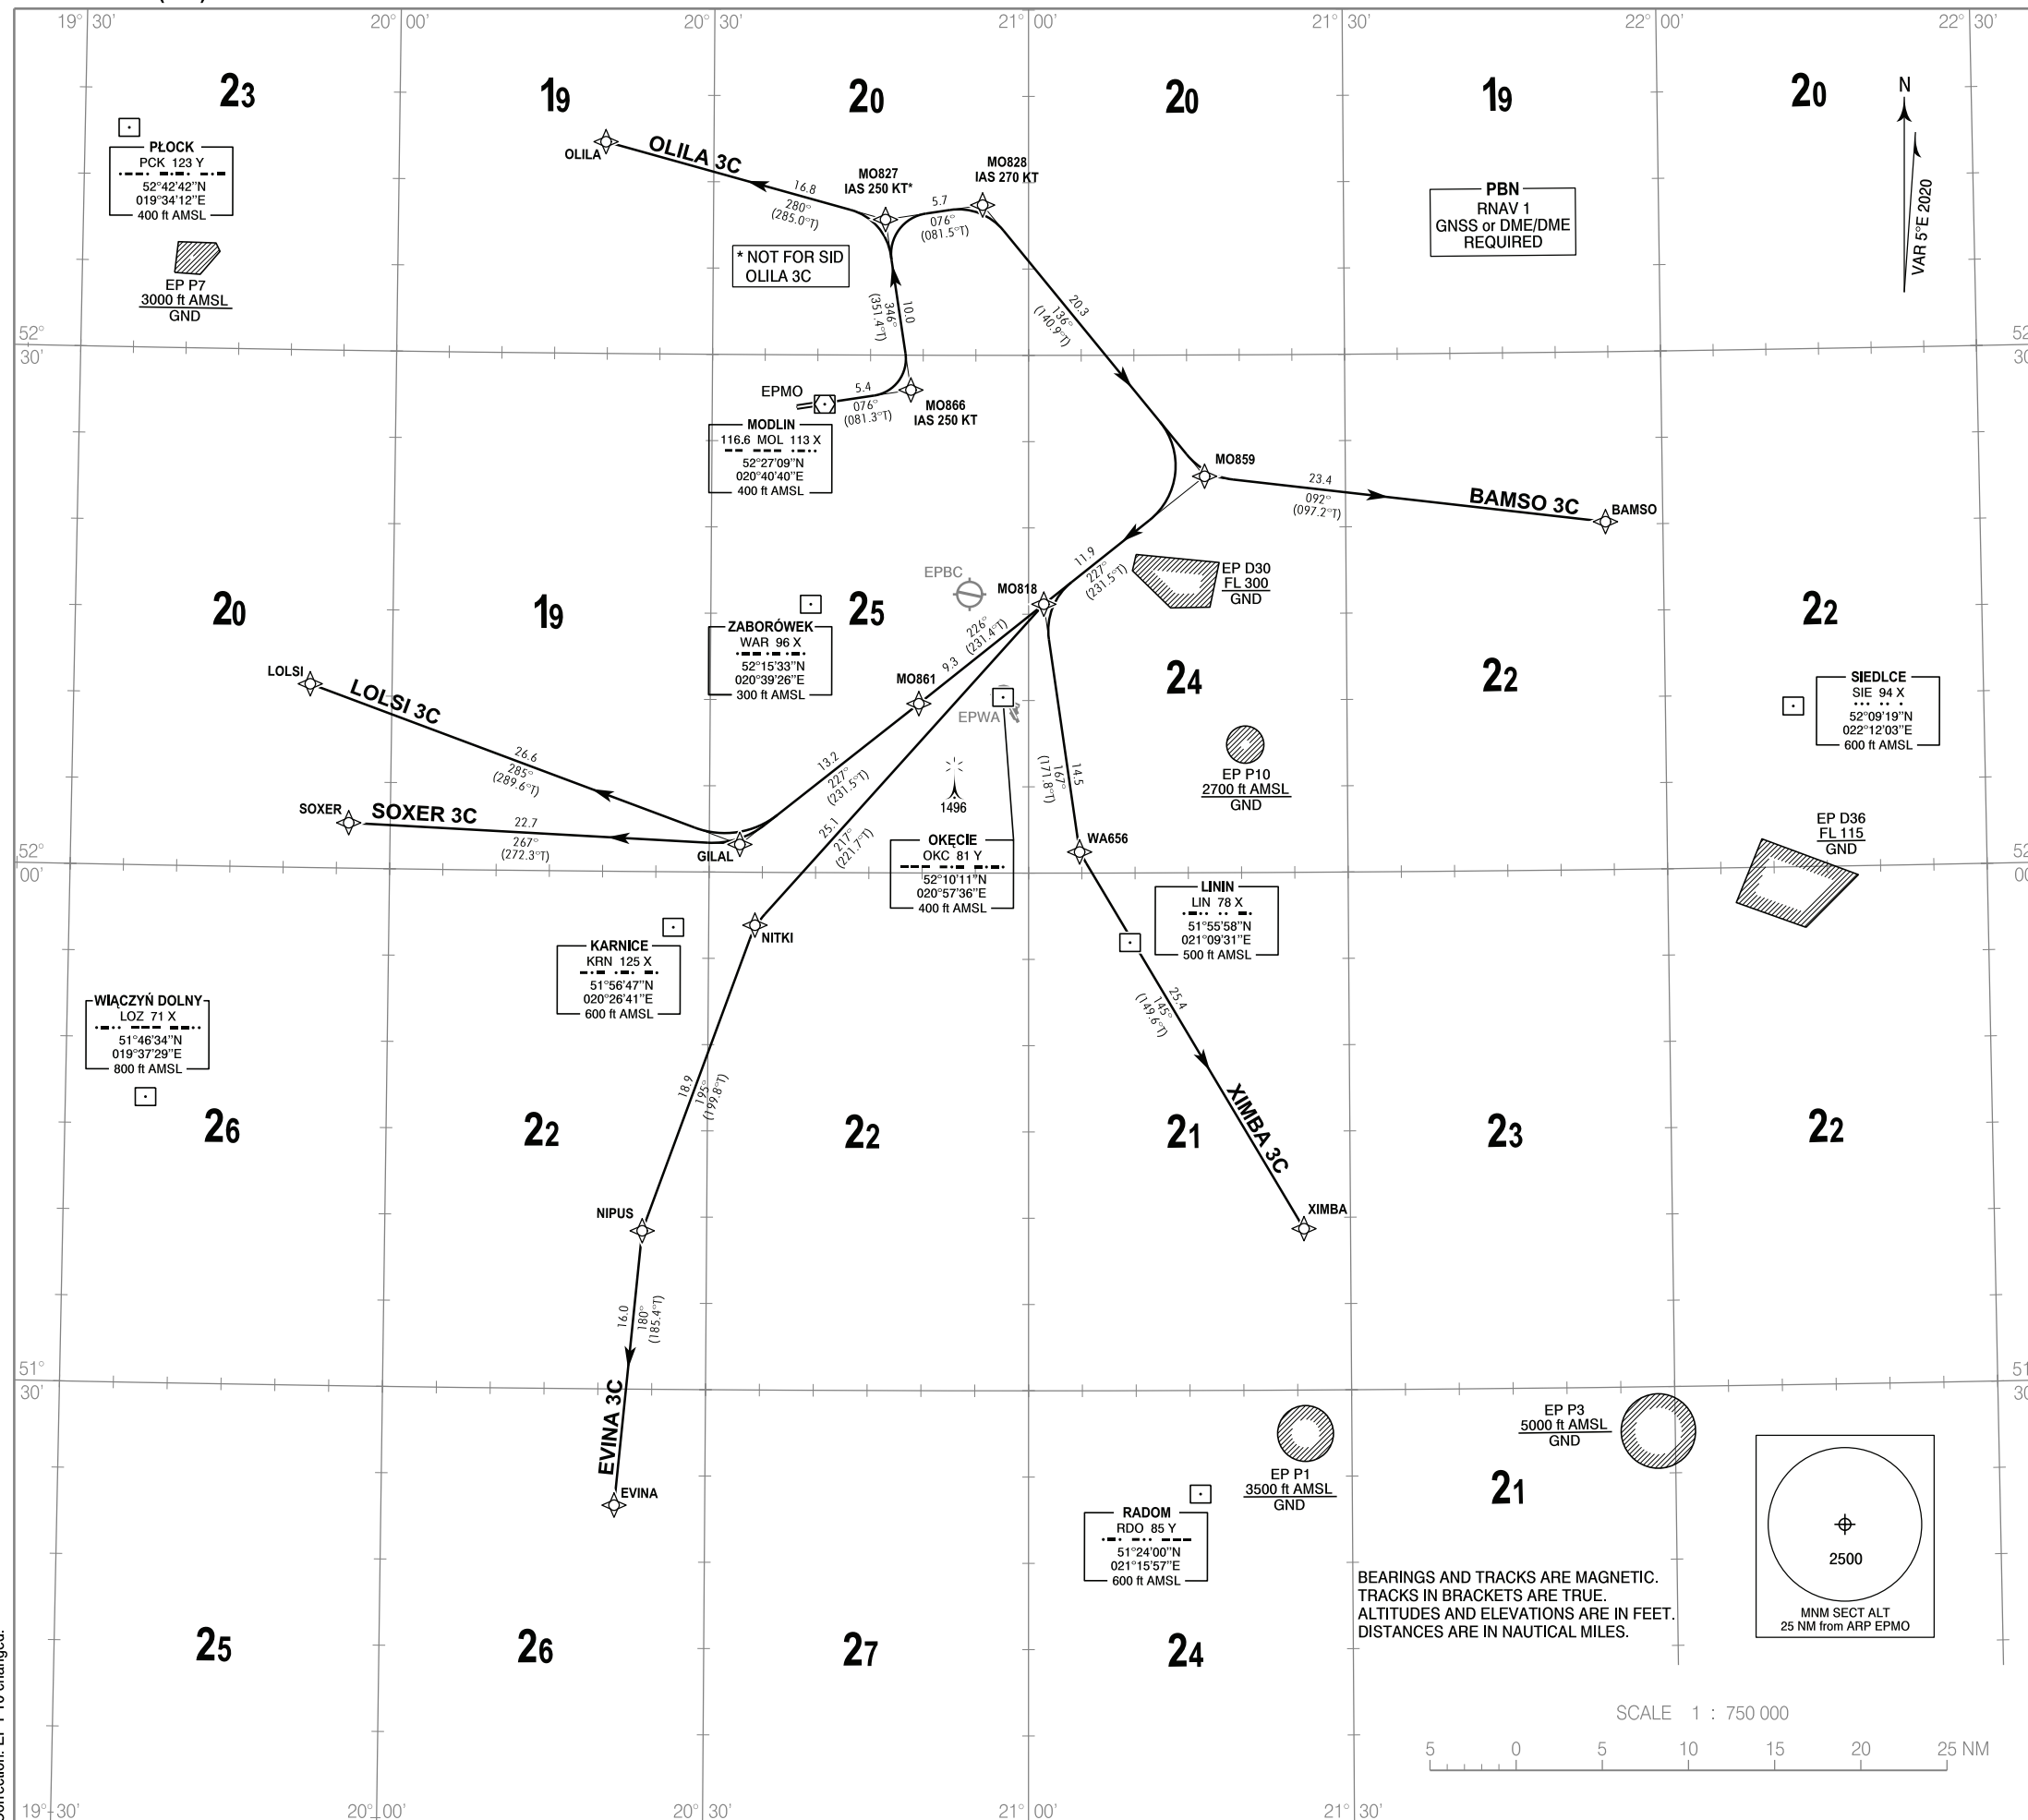 19° 30'
20° 00'
20° 30'
21° 00'
21° 30'
22° 00'
22° 30'
23
19
20
20
19
20
PŁOCK
PCK 123 Y
52°42'42"N
019°34'12"E
400 ft AMSL
EP P7
3000 ft AMSL
GND
OLILA
OLILA 3C
16.8
280°
(285.0°T)
MO827
IAS 250 KT*
5.7
076°
(081.5°T)
MO828
IAS 270 KT
* NOT FOR SID
OLILA 3C
PBN
RNAV 1
GNSS or DME/DME
REQUIRED
N
VAR 5°E 2020
10.0
346°
(351.4°T)
20.3
136°
(140.9°T)
52°
30'
EPMO
5.4
076°
(081.3°T)
MO866
IAS 250 KT
MODLIN
116.6 MOL 113 X
52°27'09"N
020°40'40"E
400 ft AMSL
MO859
23.4
092°
(097.2°T)
BAMSO 3C
BAMSO
11.9
227°
(231.5°T)
EP D30
FL 300
GND
EPBC
MO818
20
19
25
24
22
22
ZABORÓWEK
WAR 96 X
52°15'33"N
020°39'26"E
300 ft AMSL
226°
(231.4°T)
9.3
MO861
EPWA
LOLSI
LOLSI 3C
26.6
285°
(289.6°T)
SIEDLCE
SIE 94 X
52°09'19"N
022°12'03"E
600 ft AMSL
13.2
227°
(231.5°T)
25.1
217°
(221.7°T)
14.5
167°
(171.8°T)
1496
EP P10
2700 ft AMSL
GND
SOXER
SOXER 3C
22.7
267°
(272.3°T)
GILAL
EP D36
FL 115
GND
OKĘCIE
OKC 81 Y
52°10'11"N
020°57'36"E
400 ft AMSL
WA656
52°
00'
LININ
LIN 78 X
51°55'58"N
021°09'31"E
500 ft AMSL
NITKI
KARNICE
KRN 125 X
51°56'47"N
020°26'41"E
600 ft AMSL
WIĄCZYŃ DOLNY
LOZ 71 X
51°46'34"N
019°37'29"E
800 ft AMSL
25.4
145°
(149.6°T)
18.9
195°
(199.8°T)
26
22
22
21
23
22
XIMBA 3C
XIMBA
NIPUS
16.0
180°
(185.4°T)
51°
30'
EVINA 3C
EVINA
EP P1
3500 ft AMSL
GND
EP P3
5000 ft AMSL
GND
21
RADOM
RDO 85 Y
51°24'00"N
021°15'57"E
600 ft AMSL
2500
MNM SECT ALT
25 NM from ARP EPMO
BEARINGS AND TRACKS ARE MAGNETIC.
TRACKS IN BRACKETS ARE TRUE.
ALTITUDES AND ELEVATIONS ARE IN FEET.
DISTANCES ARE IN NAUTICAL MILES.
25
26
27
24
SCALE 1 : 750 000
5 0 5 10 15 20 25 NM
19° 30'
20° 00'
20° 30'
21° 00'
21° 30'